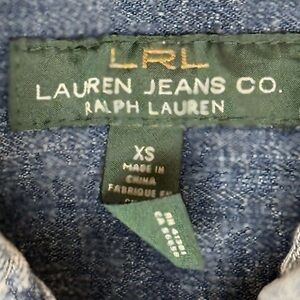 LRL
LAUREN JEANS CO.
RALPH LAUREN
XS
MADE IN
CHINA
FABRIQUE EN